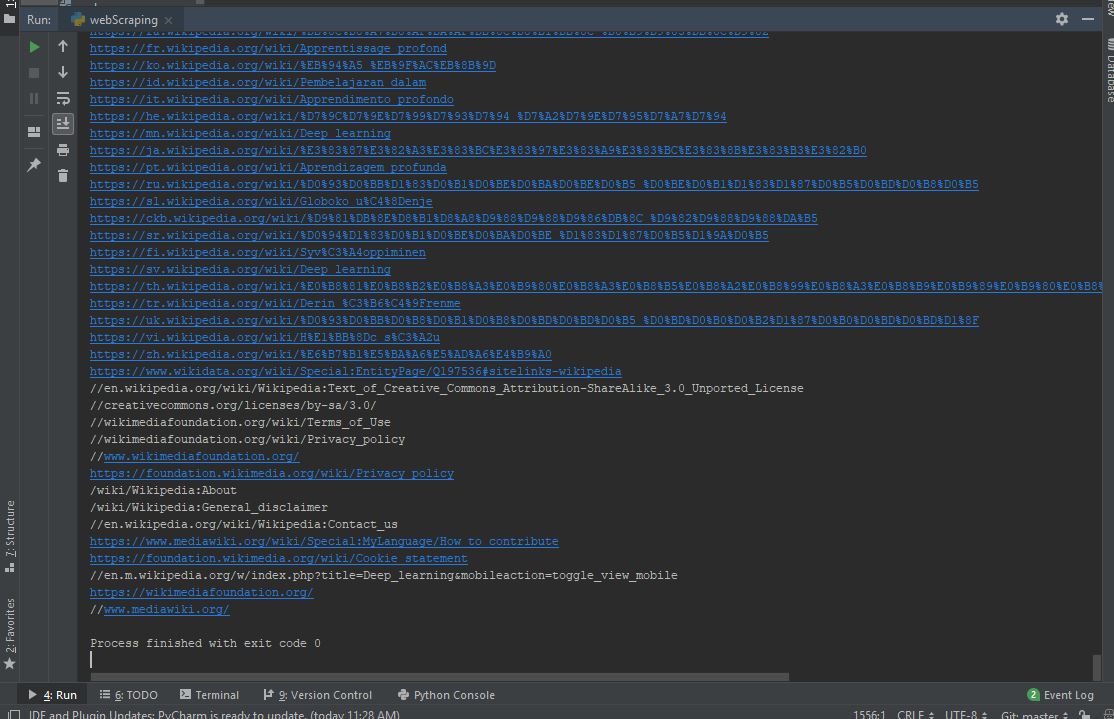 Run: webScraping
https://fr.wikipedia.org/wiki/Apprentissage_profond
https://ko.wikipedia.org/wiki/%EB%94%A5_%EB%9F%AC%EB%8B%9D
https://id.wikipedia.org/wiki/Pembelajaran_dalam
https://it.wikipedia.org/wiki/Apprendimento_profondo
https://he.wikipedia.org/wiki/%D7%9C%D7%9E%D7%99%D7%93%D7%94_%D7%A2%D7%9E%D7%95%D7%A7%D7%94
https://mn.wikipedia.org/wiki/Deep_learning
https://ja.wikipedia.org/wiki/%E3%83%87%E3%82%A3%E3%83%BC%E3%83%97%E3%83%A9%E3%83%BC%E3%83%8B%E3%83%B3%E3%82%B0
https://pt.wikipedia.org/wiki/Aprendizagem_profunda
https://ru.wikipedia.org/wiki/%D0%93%D0%BB%D1%83%D0%B1%D0%BE%D0%BA%D0%BE%D0%B5_%D0%BE%D0%B1%D1%83%D1%87%D0%B5%D0%BD%D0%B8%D0%B5
https://sl.wikipedia.org/wiki/Globoko_u%C4%8Denje
https://ckb.wikipedia.org/wiki/%D9%81%DB%8E%D8%B1%D8%A8%D9%88%D9%88%D9%86%DB%8C_%D9%82%D9%88%D9%88%DA%B5
https://sr.wikipedia.org/wiki/%D0%94%D1%83%D0%B1%D0%BE%D0%BA%D0%BE_%D1%83%D1%87%D0%B5%D1%9A%D0%B5
https://fi.wikipedia.org/wiki/Syv%C3%A4oppiminen
https://sv.wikipedia.org/wiki/Deep_learning
https://th.wikipedia.org/wiki/%E0%B8%81%E0%B8%B2%E0%B8%A3%E0%B9%80%E0%B8%A3%E0%B8%B5%E0%B8%A2%E0%B8%99%E0%B8%A3%E0%B8%B9%E0%B9%89%E0%B9%80%E0%B8%
https://tr.wikipedia.org/wiki/Derin_%C3%B6%C4%9Frenme
https://uk.wikipedia.org/wiki/%D0%93%D0%BB%D0%B8%D0%B1%D0%B8%D0%BD%D0%BD%D0%B5_%D0%BD%D0%B0%D0%B2%D1%87%D0%B0%D0%BD%D0%BD%D1%8F
https://vi.wikipedia.org/wiki/H%E1%BB%8Dc_s%C3%A2u
https://zh.wikipedia.org/wiki/%E6%B7%B1%E5%BA%A6%E5%AD%A6%E4%B9%A0
https://www.wikidata.org/wiki/Special:EntityPage/Q197536#sitelinks-wikipedia
//en.wikipedia.org/wiki/Wikipedia:Text_of_Creative_Commons_Attribution-ShareAlike_3.0_Unported_License
//creativecommons.org/licenses/by-sa/3.0/
//wikimediafoundation.org/wiki/Terms_of_Use
//wikimediafoundation.org/wiki/Privacy_policy
//www.wikimediafoundation.org/
https://foundation.wikimedia.org/wiki/Privacy_policy
/wiki/Wikipedia:About
/wiki/Wikipedia:General_disclaimer
//en.wikipedia.org/wiki/Wikipedia:Contact_us
https://www.mediawiki.org/wiki/Special:MyLanguage/How_to_contribute
https://foundation.wikimedia.org/wiki/Cookie_statement
//en.m.wikipedia.org/w/index.php?title=Deep_learning&mobileaction=toggle_view_mobile
https://wikimediafoundation.org/
//www.mediawiki.org/
Process finished with exit code 0
Database
7: Structure
2: Favorites
4: Run 6: TODO Terminal 9: Version Control Python Console 2 Event Log
IDE and Plugin Updates: PyCharm is ready to update. (today 11:28 AM) 1556:1 CRLF UTF-8 Git: master